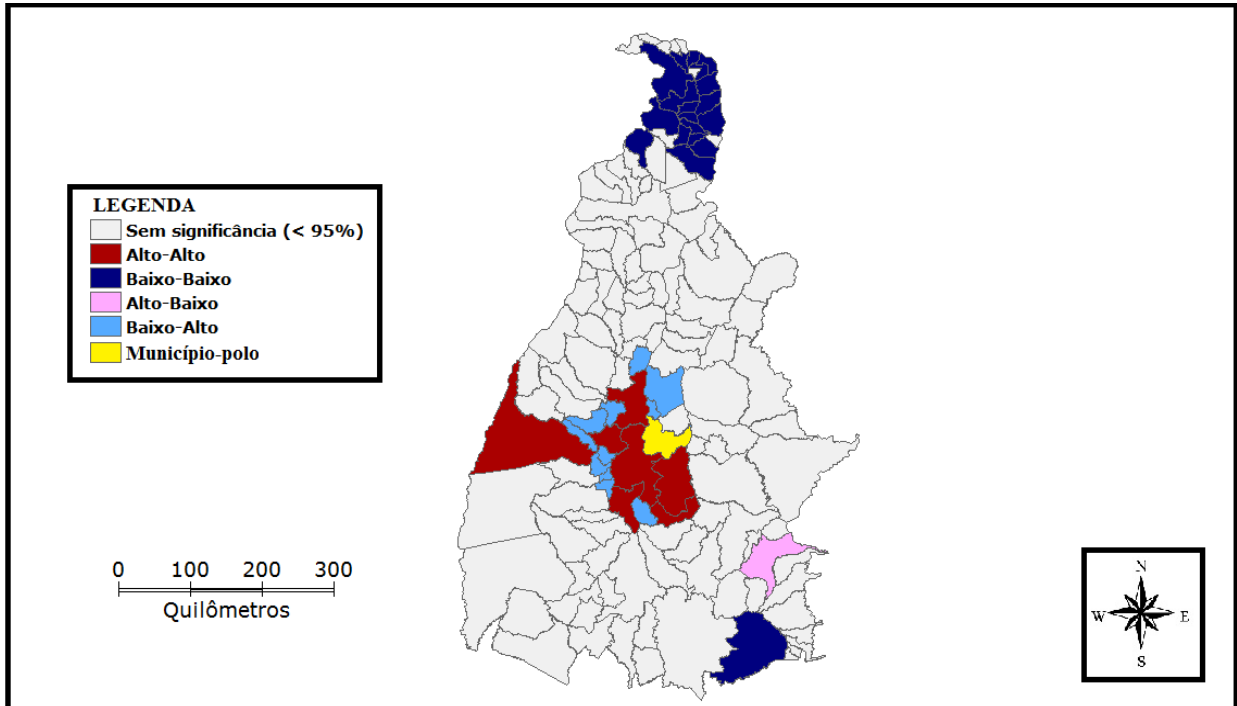 LEGENDA
Sem significância (< 95%)
Alto-Alto
Baixo-Baixo
Alto-Baixo
Baixo-Alto
Município-polo
0 100 200 300
Quilômetros
N
W E
S